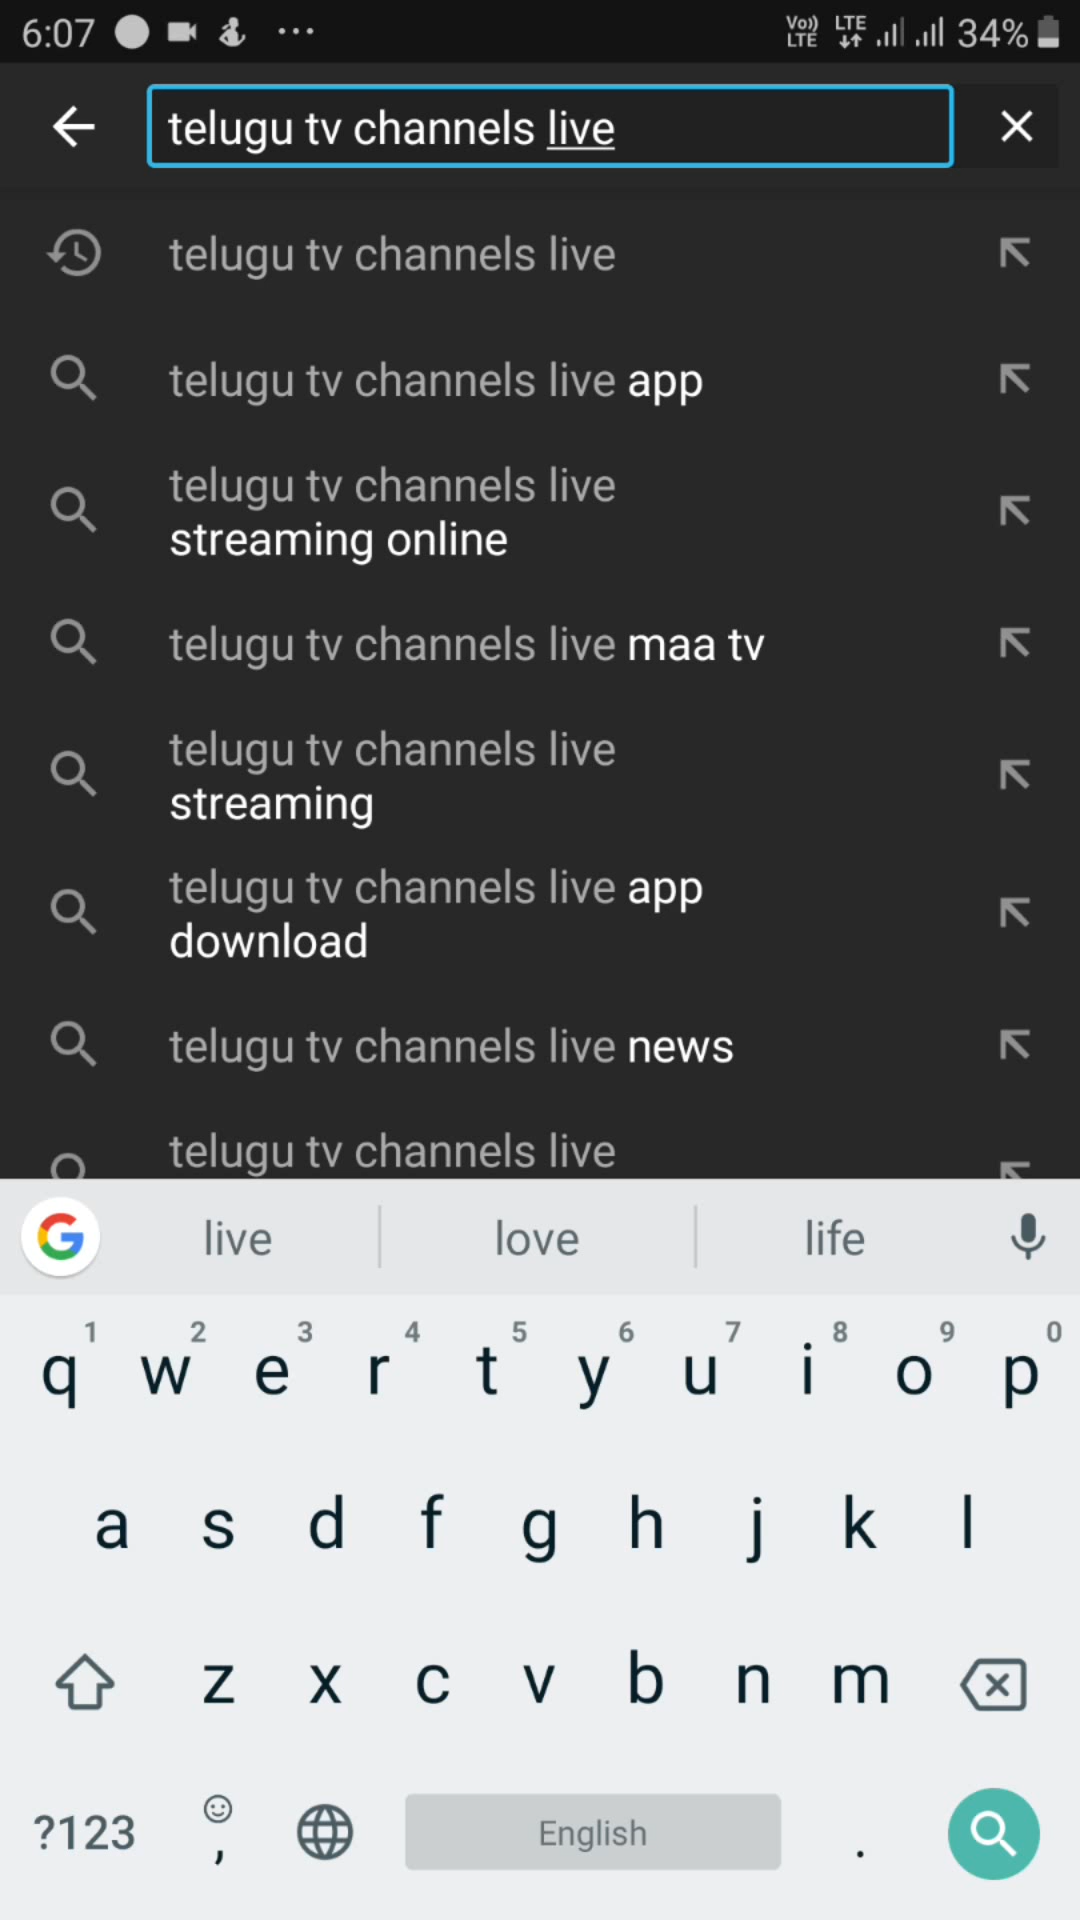 6:07 ... Vo)) LTE LTE 34%
telugu tv channels live
telugu tv channels live
telugu tv channels live app
telugu tv channels live
streaming online
telugu tv channels live maa tv
telugu tv channels live
streaming
telugu tv channels live app
download
telugu tv channels live news
telugu tv channels live
G live love life
1 2 3 4 5 6 7 8 9 0
q w e r t y u i o p
a s d f g h j k l
z x c v b n m
?123 , English .